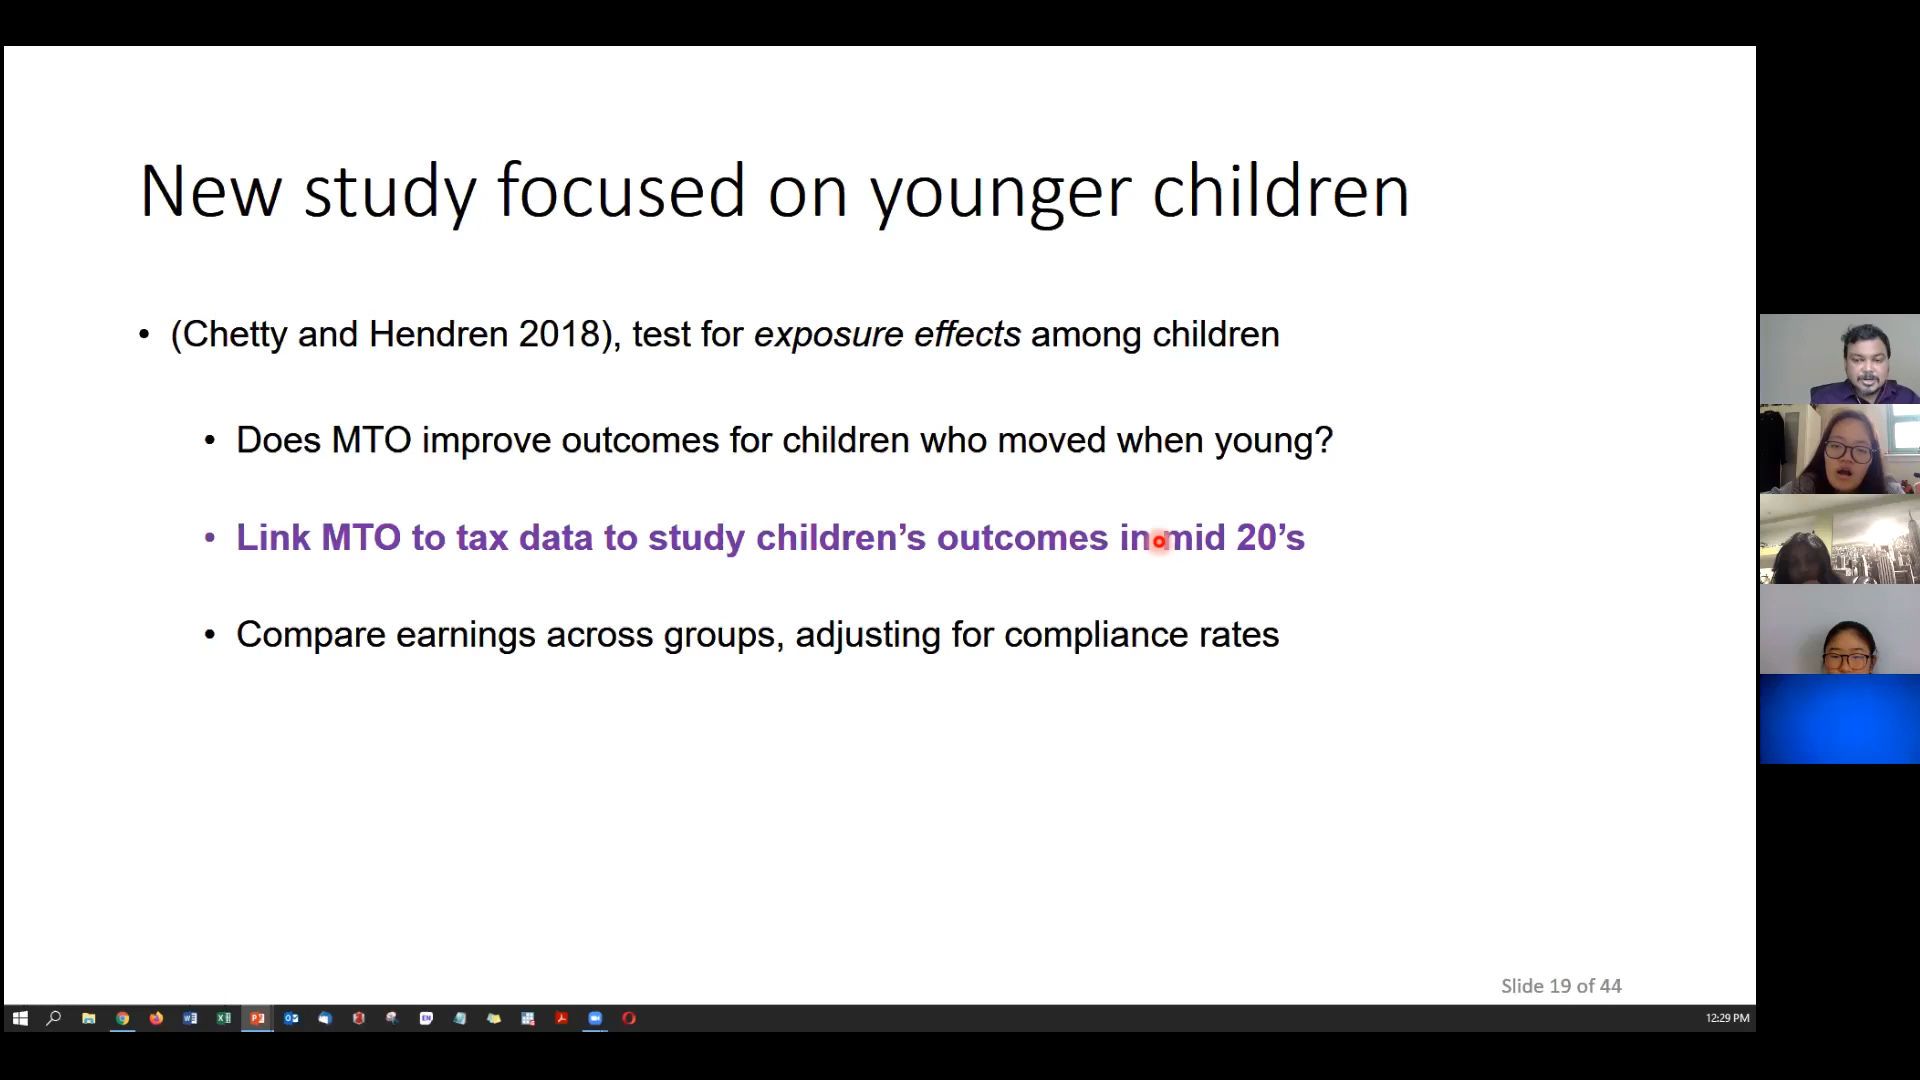 New study focused on younger children
• (Chetty and Hendren 2018), test for exposure effects among children
• Does MTO improve outcomes for children who moved when young?
• Link MTO to tax data to study children’s outcomes in mid 20’s
• Compare earnings across groups, adjusting for compliance rates
Slide 19 of 44
12:29 PM